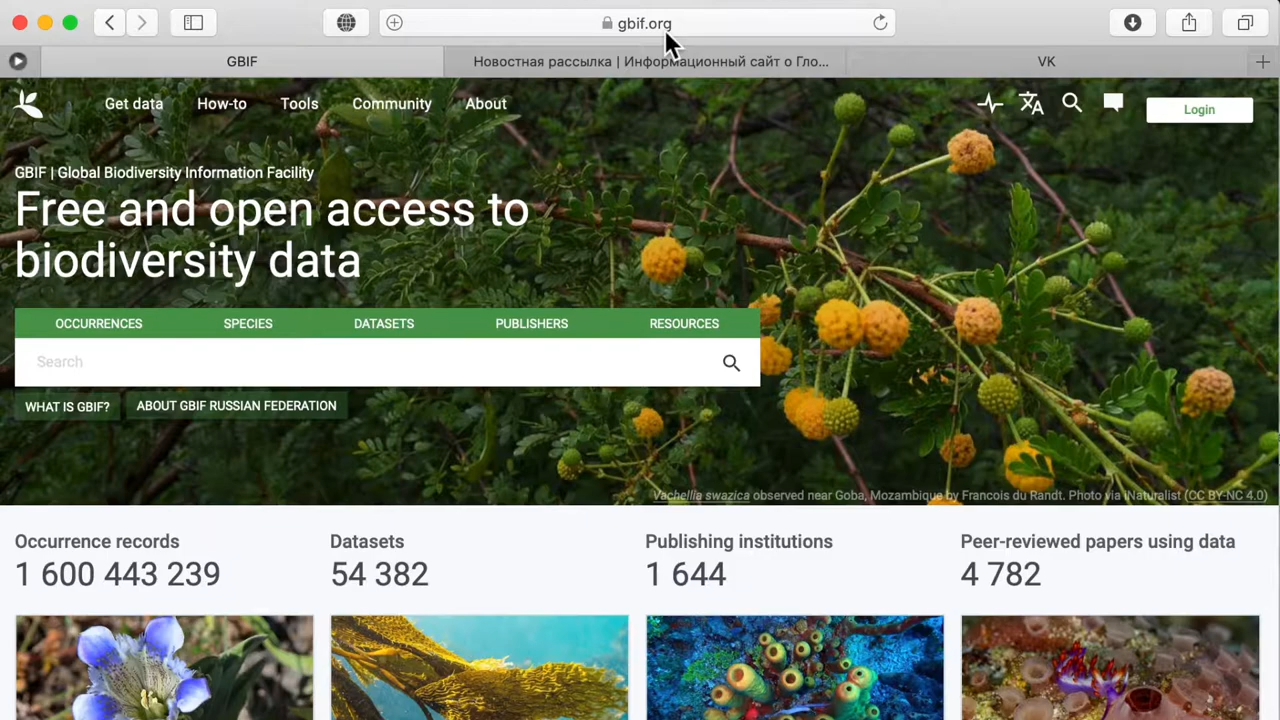 gbif.org
GBIF
Новостная рассылка | Информационный сайт о Гло...
VK
Get data
How-to
Tools
Community
About
Login
GBIF | Global Biodiversity Information Facility
Free and open access to
biodiversity data
OCCURRENCES
SPECIES
DATASETS
PUBLISHERS
RESOURCES
Search
WHAT IS GBIF?
ABOUT GBIF RUSSIAN FEDERATION
Vachellia swazica observed near Goba, Mozambique by Francois du Randt. Photo via iNaturalist (CC BY-NC 4.0)
Occurrence records
1 600 443 239
Datasets
54 382
Publishing institutions
1 644
Peer-reviewed papers using data
4 782